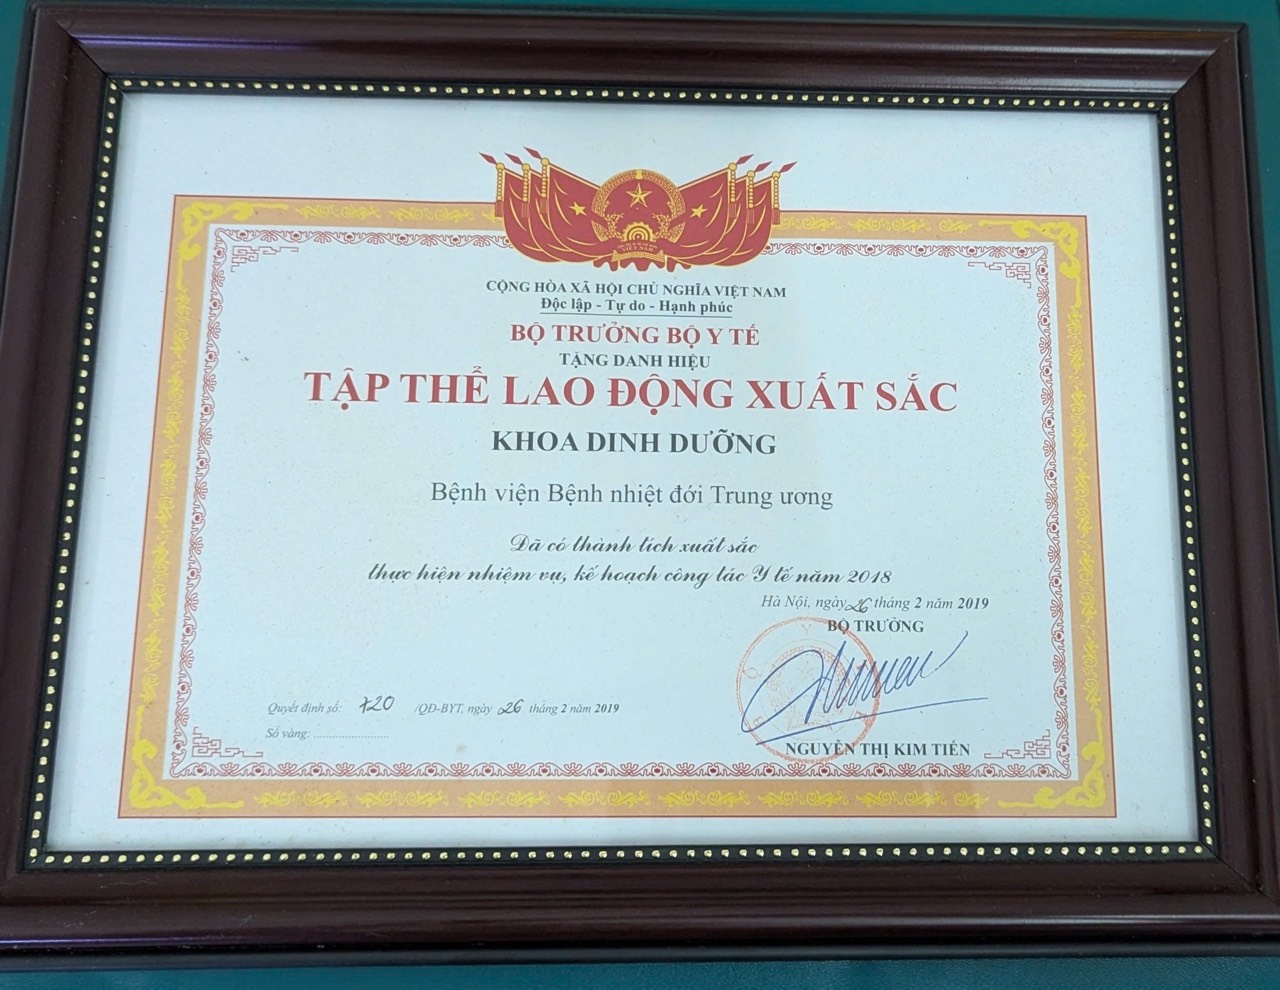 CỘNG HÒA XÃ HỘI CHỦ NGHĨA VIỆT NAM
Độc lập - Tự do - Hạnh phúc
BỘ TRƯỞNG BỘ Y TẾ
TẶNG DANH HIỆU
TẬP THỂ LAO ĐỘNG XUẤT SẮC
KHOA DINH DƯỠNG
Bệnh viện Bệnh nhiệt đới Trung ương
Đã có thành tích xuất sắc
thực hiện nhiệm vụ, kế hoạch công tác Y tế năm 2018
Hà Nội, ngày 26 tháng 2 năm 2019
BỘ TRƯỞNG
Quyết định số: 720 /QĐ-BYT, ngày 26 tháng 2 năm 2019
Sổ vàng: ........................
NGUYỄN THỊ KIM TIẾN